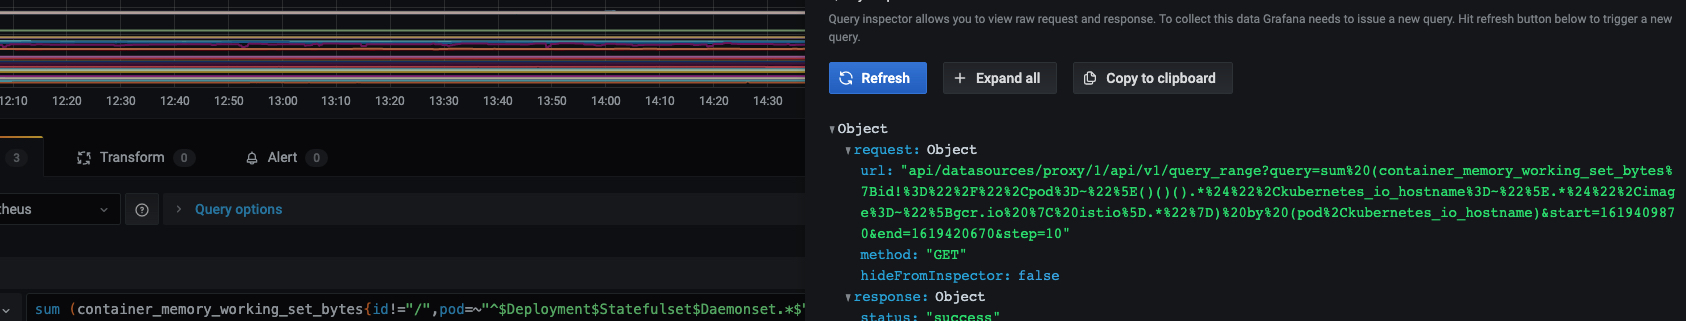 Query inspector allows you to view raw request and response. To collect this data Grafana needs to issue a new query. Hit refresh button below to trigger a new
query.
Refresh
Expand all
Copy to clipboard
12:10 12:20 12:30 12:40 12:50 13:00 13:10 13:20 13:30 13:40 13:50 14:00 14:10 14:20 14:30
3
Transform 0
Alert 0
theus
Query options
sum (container_memory_working_set_bytes{id!="/",pod=~"^$Deployment$Statefulset$Daemonset.*$"
Object
request: Object
url: "api/datasources/proxy/1/api/v1/query_range?query=sum%20(container_memory_working_set_bytes%
7Bid!%3D%22%2F%22%2Cpod%3D~%22%5E()()().*%24%22%2Ckubernetes_io_hostname%3D~%22%5E.*%24%22%2Cimag
e%3D~%22%5Bgcr.io%20%7C%20istio%5D.*%22%7D)%20by%20(pod%2Ckubernetes_io_hostname)&start=161940987
0&end=1619420670&step=10"
method: "GET"
hideFromInspector: false
response: Object
status: "success"